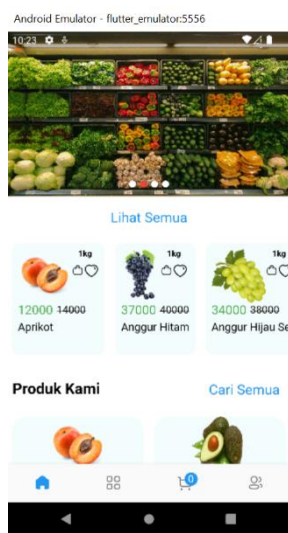 Android Emulator - flutter_emulator:5556
10:23
Lihat Semua
1kg 1kg 1kg
12000 14000 37000 40000 34000 38000
Aprikot Anggur Hitam Anggur Hijau Se
Produk Kami Cari Semua
0